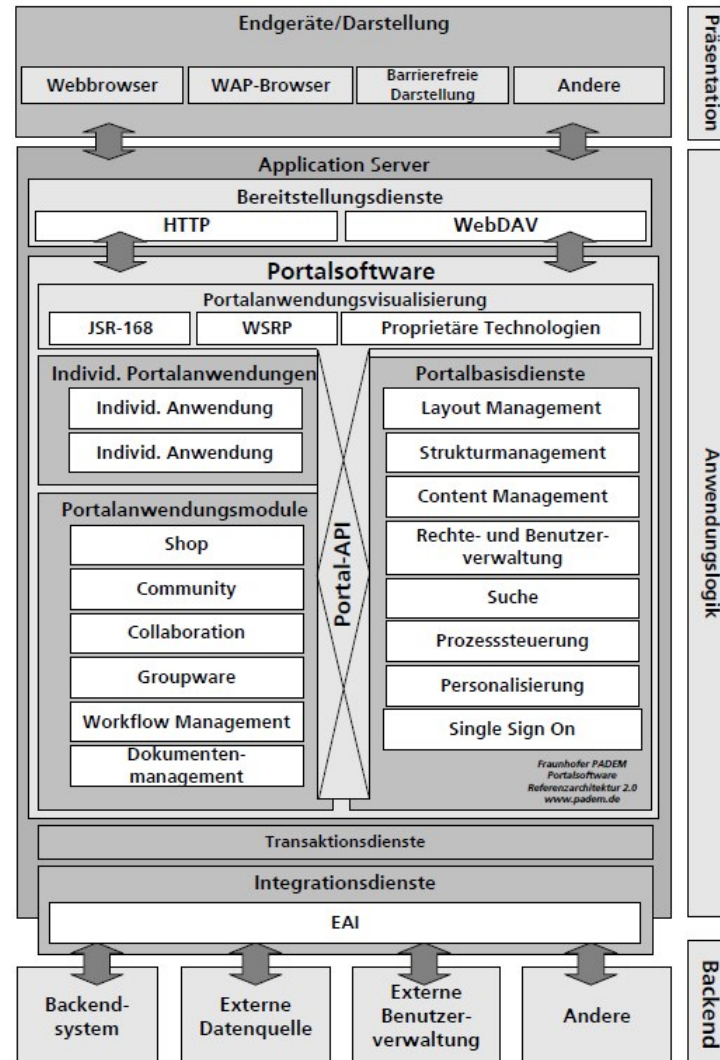 Endgeräte/Darstellung
Webbrowser
WAP-Browser
Barrierefreie
Darstellung
Andere
Präsentation
Application Server
Bereitstellungsdienste
HTTP
WebDAV
Portalsoftware
Portalanwendungsvisualisierung
JSR-168
WSRP
Proprietäre Technologien
Individ. Portalanwendungen
Individ. Anwendung
Individ. Anwendung
Portalanwendungsmodule
Shop
Community
Collaboration
Groupware
Workflow Management
Dokumenten-
management
Portal-API
Portalbasisdienste
Layout Management
Strukturmanagement
Content Management
Rechte- und Benutzer-
verwaltung
Suche
Prozesssteuerung
Personalisierung
Single Sign On
Fraunhofer PADEM
Portalsoftware
Referenzarchitektur 2.0
www.padem.de
Anwendungslogik
Transaktionsdienste
Integrationsdienste
EAI
Backend-
system
Externe
Datenquelle
Externe
Benutzer-
verwaltung
Andere
Backend